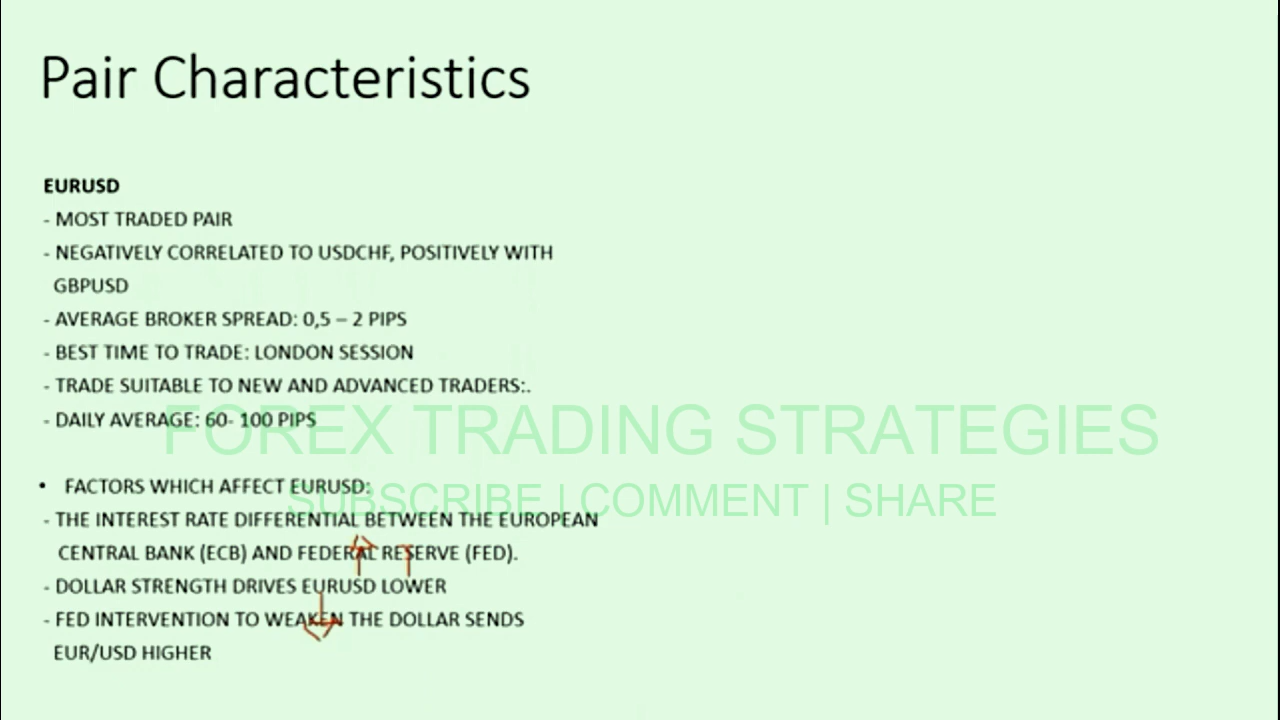 Pair Characteristics
EURUSD
- MOST TRADED PAIR
- NEGATIVELY CORRELATED TO USDCHF, POSITIVELY WITH
GBPUSD
- AVERAGE BROKER SPREAD: 0,5 – 2 PIPS
- BEST TIME TO TRADE: LONDON SESSION
- TRADE SUITABLE TO NEW AND ADVANCED TRADERS:.
- DAILY AVERAGE: 60- 100 PIPS
FOREX TRADING STRATEGIES
• FACTORS WHICH AFFECT EURUSD:
SUBSCRIBE | COMMENT | SHARE
- THE INTEREST RATE DIFFERENTIAL BETWEEN THE EUROPEAN
CENTRAL BANK (ECB) AND FEDERAL RESERVE (FED).
- DOLLAR STRENGTH DRIVES EURUSD LOWER
- FED INTERVENTION TO WEAKEN THE DOLLAR SENDS
EUR/USD HIGHER